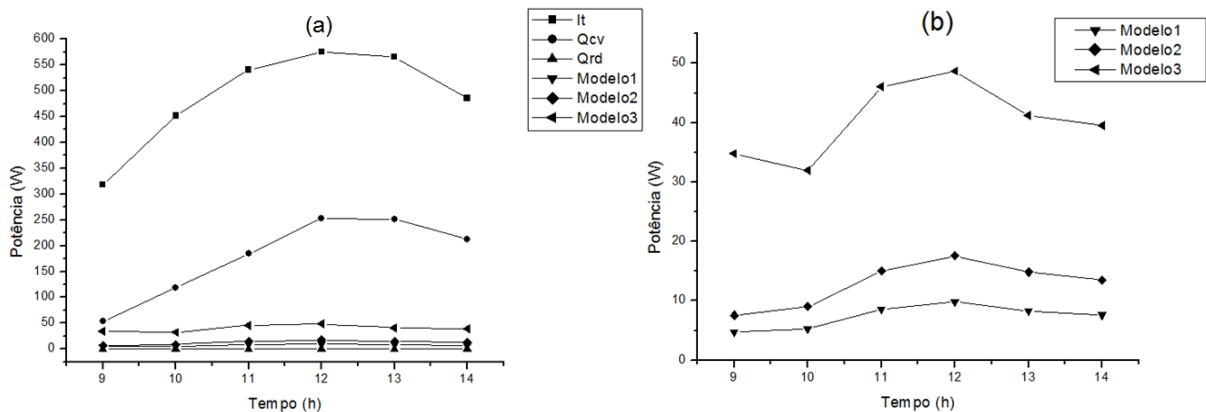 (a)
It
Qcv
Qrd
Modelo1
Modelo2
Modelo3
600
550
500
450
400
350
300
250
200
150
100
50
0
Potência (W)
9 10 11 12 13 14
Tempo (h)
(b)
Modelo1
Modelo2
Modelo3
50
40
30
20
10
0
Potência (W)
9 10 11 12 13 14
Tempo (h)